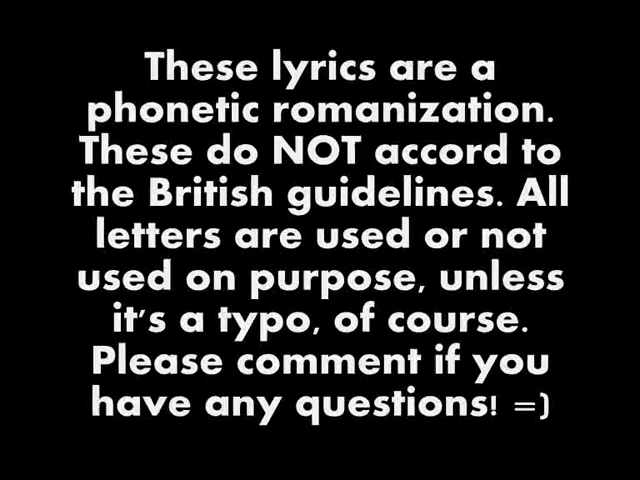 These lyrics are a
phonetic romanization.
These do NOT accord to
the British guidelines. All
letters are used or not
used on purpose, unless
it's a typo, of course.
Please comment if you
have any questions! =)